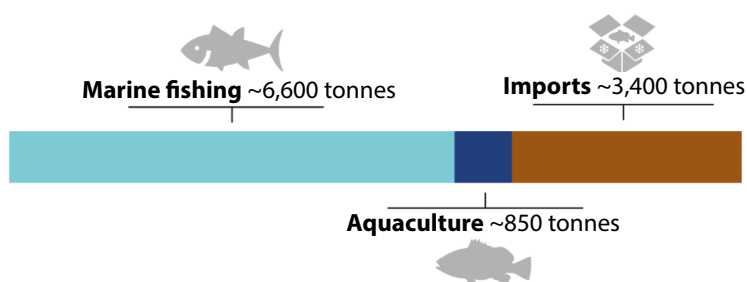 Marine fishing ~6,600 tonnes
Imports ~3,400 tonnes
Aquaculture ~850 tonnes